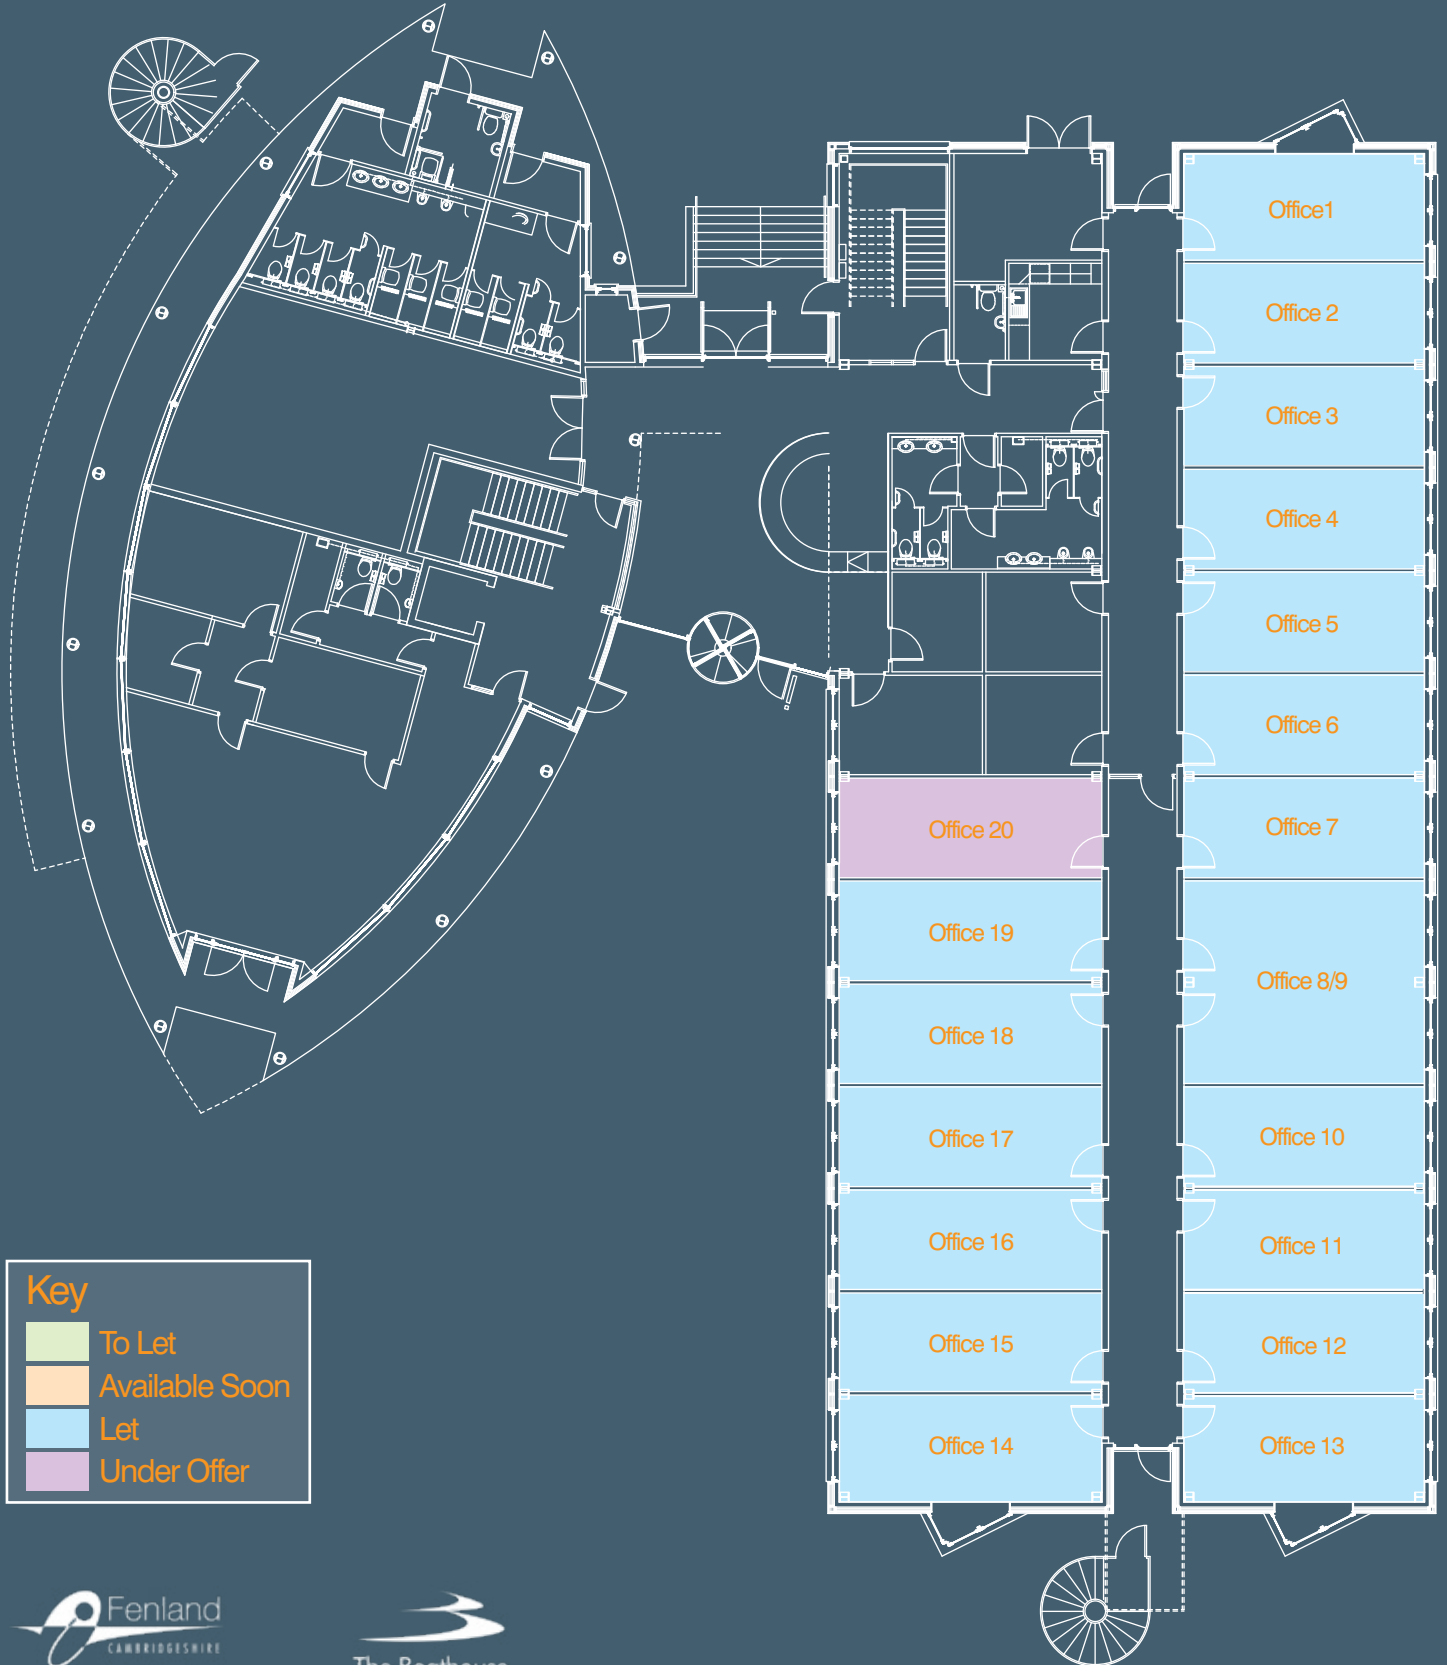 Office1
Office 2
Office 3
Office 4
Office 5
Office 6
Office 20
Office 7
Office 19
Office 8/9
Office 18
Office 17
Office 10
Office 16
Office 11
Office 15
Office 12
Office 14
Office 13
Key
To Let
Available Soon
Let
Under Offer
Fenland
CAMBRIDGESHIRE
The Boathouse